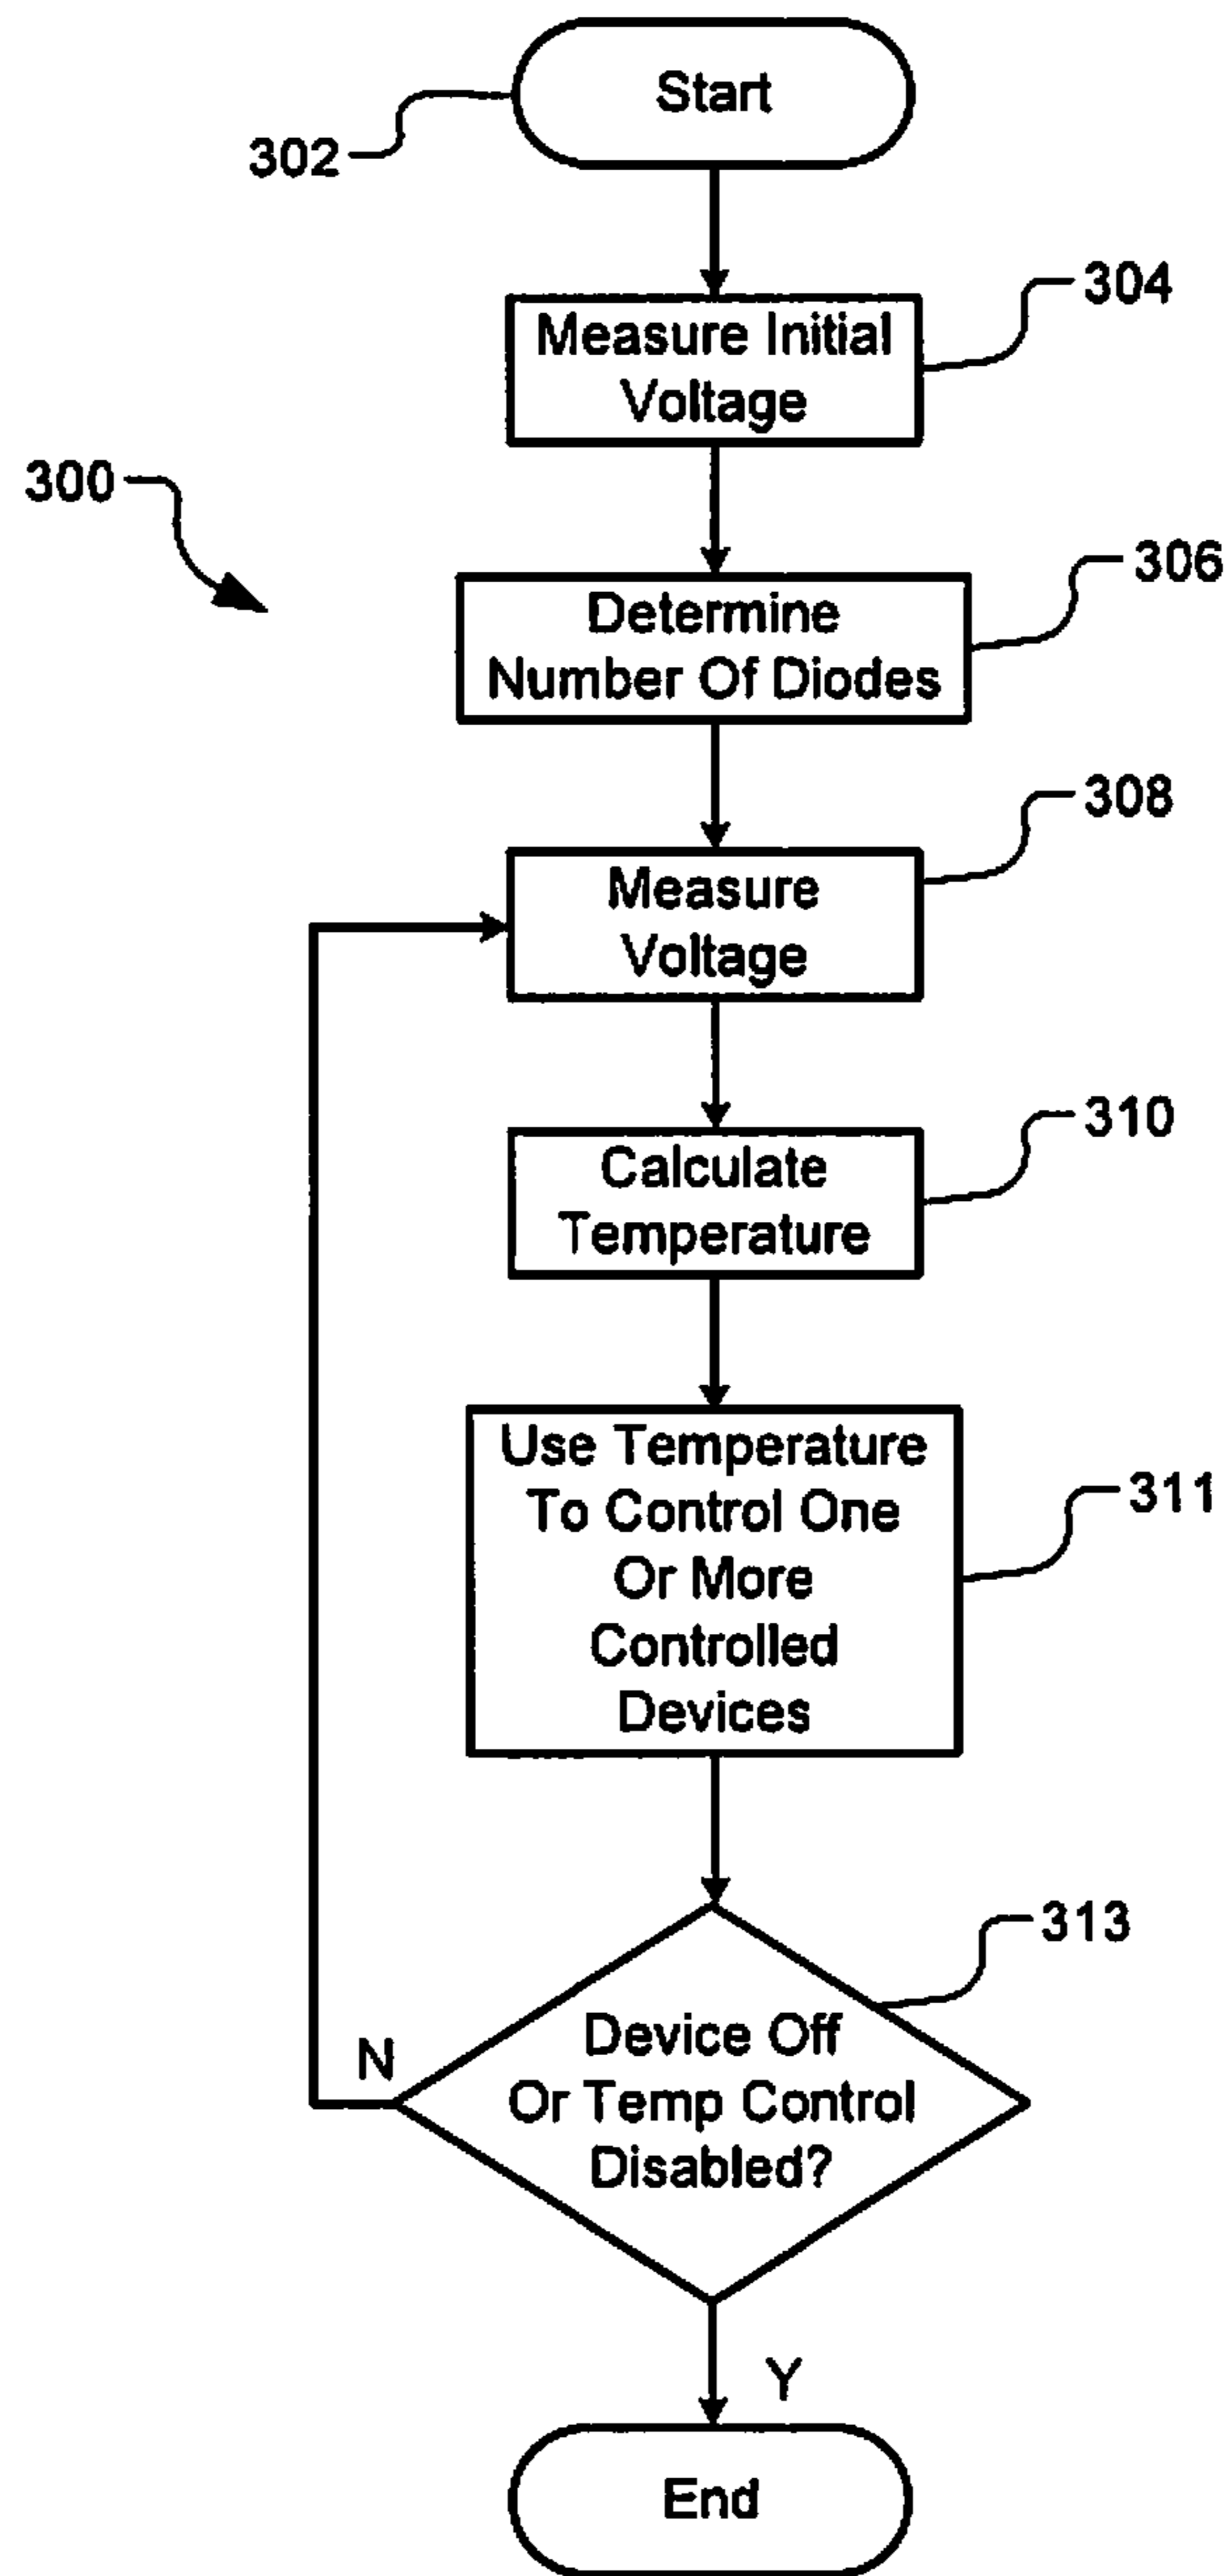 Start
302
Measure Initial
Voltage
304
300
Determine
Number Of Diodes
306
Measure
Voltage
308
Calculate
Temperature
310
Use Temperature
To Control One
Or More
Controlled
Devices
311
313
Device Off
Or Temp Control
Disabled?
N
Y
End